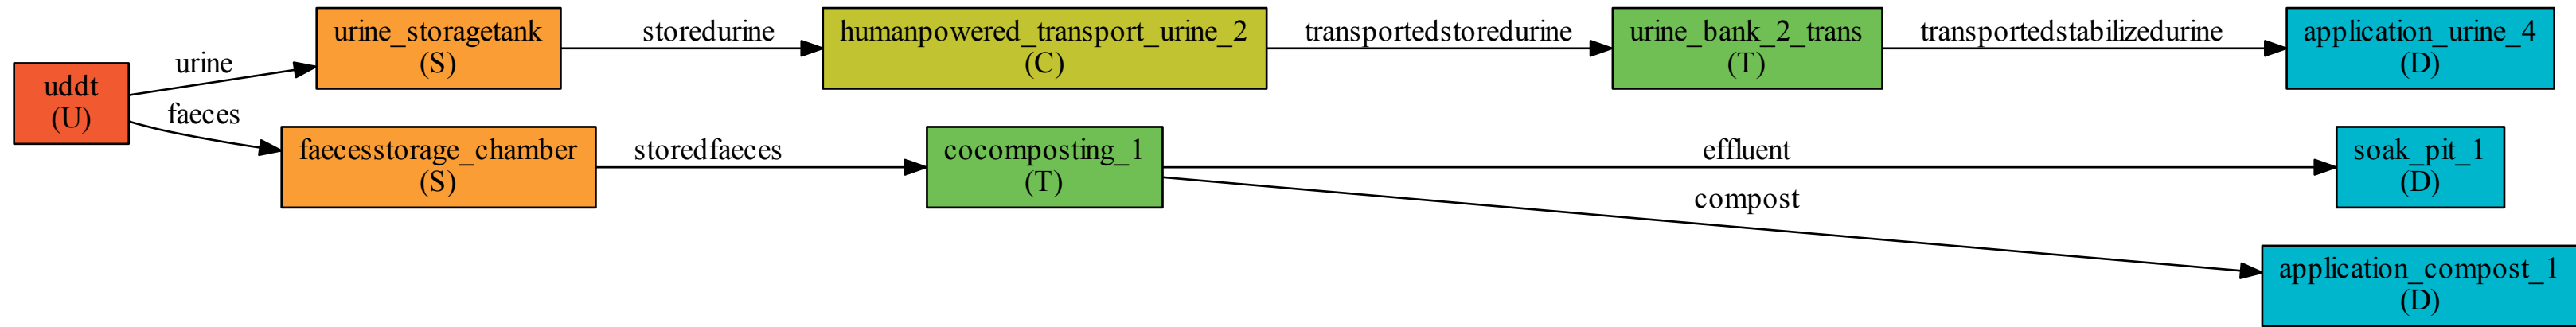 uddt
(U)
urine
faeces
urine_storagetank
(S)
storedurine
humanpowered_transport_urine_2
(C)
transportedstoredurine
urine_bank_2_trans
(T)
transportedstabilizedurine
application_urine_4
(D)
faecesstorage_chamber
(S)
storedfaeces
cocomposting_1
(T)
effluent
soak_pit_1
(D)
compost
application_compost_1
(D)